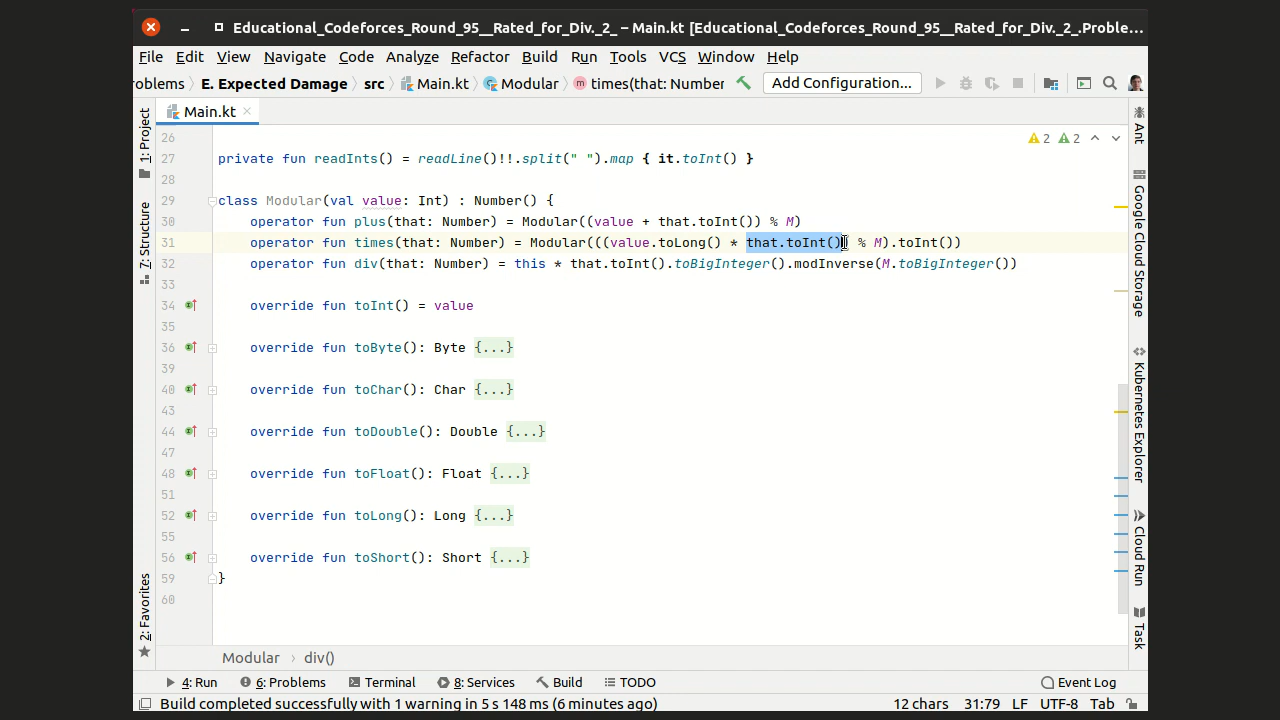 Educational_Codeforces_Round_95__Rated_for_Div._2_ – Main.kt [Educational_Codeforces_Round_95__Rated_for_Div._2_.Proble...
File Edit View Navigate Code Analyze Refactor Build Run Tools VCS Window Help
roblems E. Expected Damage src Main.kt Modular times(that: Number Add Configuration...
Main.kt
1: Project
7: Structure
2: Favorites
26
27 private fun readInts() = readLine()!!.split(" ").map { it.toInt() }
28
29 class Modular(val value: Int) : Number() {
30 operator fun plus(that: Number) = Modular((value + that.toInt()) % M)
31 operator fun times(that: Number) = Modular(((value.toLong() * that.toInt()) % M).toInt())
32 operator fun div(that: Number) = this * that.toInt().toBigInteger().modInverse(M.toBigInteger())
33
34 override fun toInt() = value
35
36 override fun toByte(): Byte {...}
39
40 override fun toChar(): Char {...}
43
44 override fun toDouble(): Double {...}
47
48 override fun toFloat(): Float {...}
51
52 override fun toLong(): Long {...}
55
56 override fun toShort(): Short {...}
59 }
60
2 2
Ant
Google Cloud Storage
Kubernetes Explorer
Cloud Run
Task
Modular › div()
4: Run 6: Problems Terminal 8: Services Build TODO Event Log
Build completed successfully with 1 warning in 5 s 148 ms (6 minutes ago) 12 chars 31:79 LF UTF-8 Tab